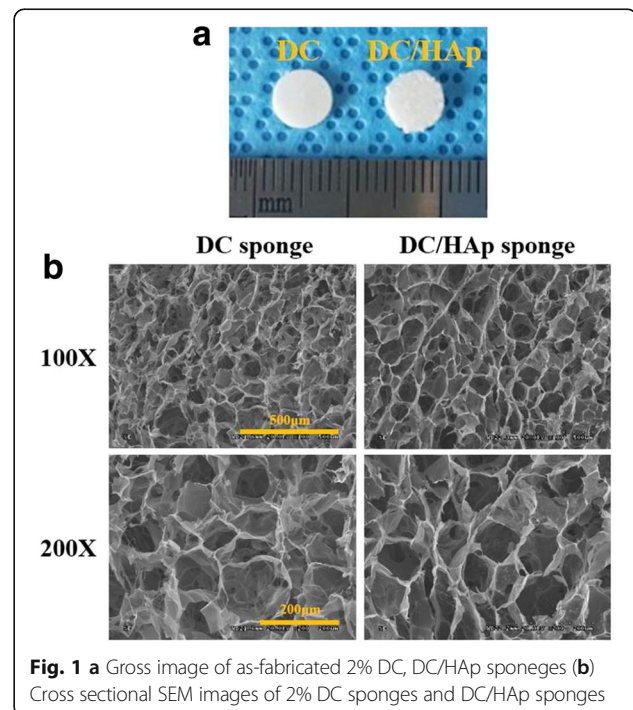 a
DC DC/HAp
mm
DC sponge DC/HAp sponge
b
100X
500µm
200X
200µm
Fig. 1 a Gross image of as-fabricated 2% DC, DC/HAp sponeges (b)
Cross sectional SEM images of 2% DC sponges and DC/HAp sponges